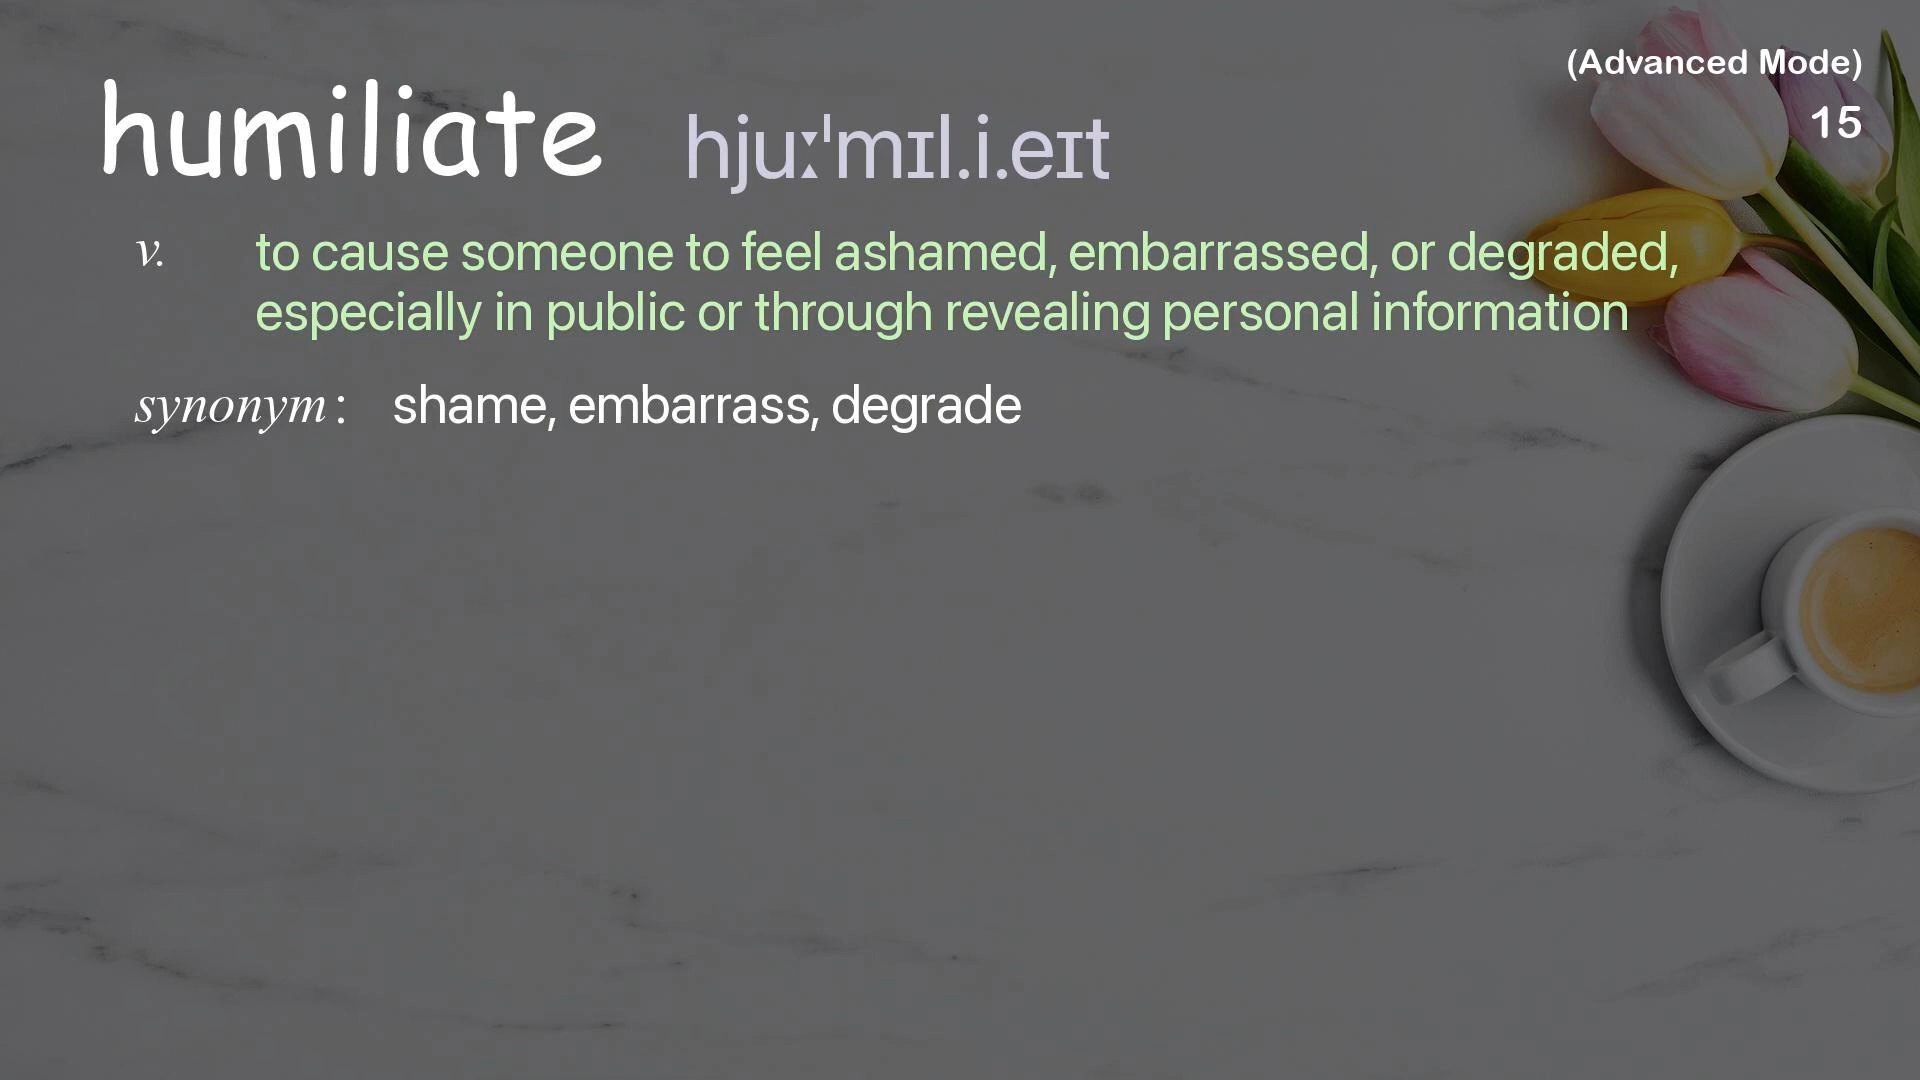 (Advanced Mode)
humiliate hjuːˈmɪl.i.eɪt
15
v. to cause someone to feel ashamed, embarrassed, or degraded,
especially in public or through revealing personal information
synonym: shame, embarrass, degrade